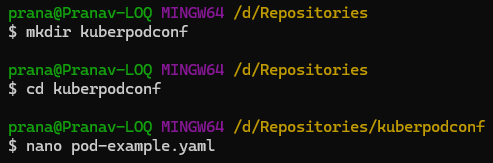 prana@Pranav-LOQ MINGW64 /d/Repositories
$ mkdir kuberpodconf
prana@Pranav-LOQ MINGW64 /d/Repositories
$ cd kuberpodconf
prana@Pranav-LOQ MINGW64 /d/Repositories/kuberpodconf
$ nano pod-example.yaml